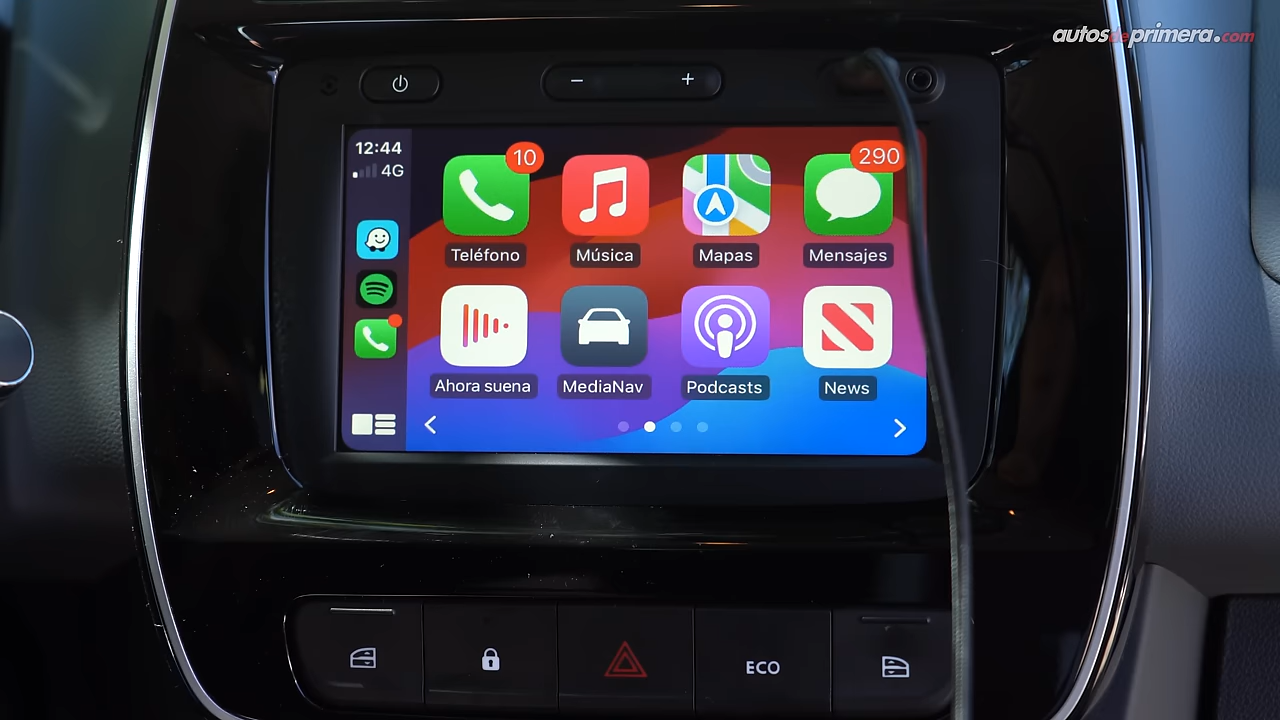 autosdeprimera.com
12:44
4G
10
290
Teléfono
Música
Mapas
Mensajes
Ahora suena
MediaNav
Podcasts
News
ECO